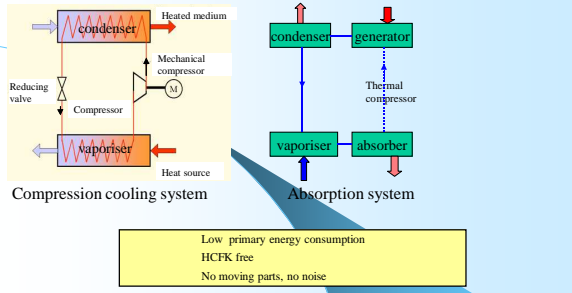 condenser
Heated medium
Mechanical
compressor
Reducing
valve
M
Compressor
vaporiser
Heat source
Compression cooling system
condenser
generator
Thermal
compressor
vaporiser
absorber
Absorption system
Low primary energy consumption
HCFK free
No moving parts, no noise